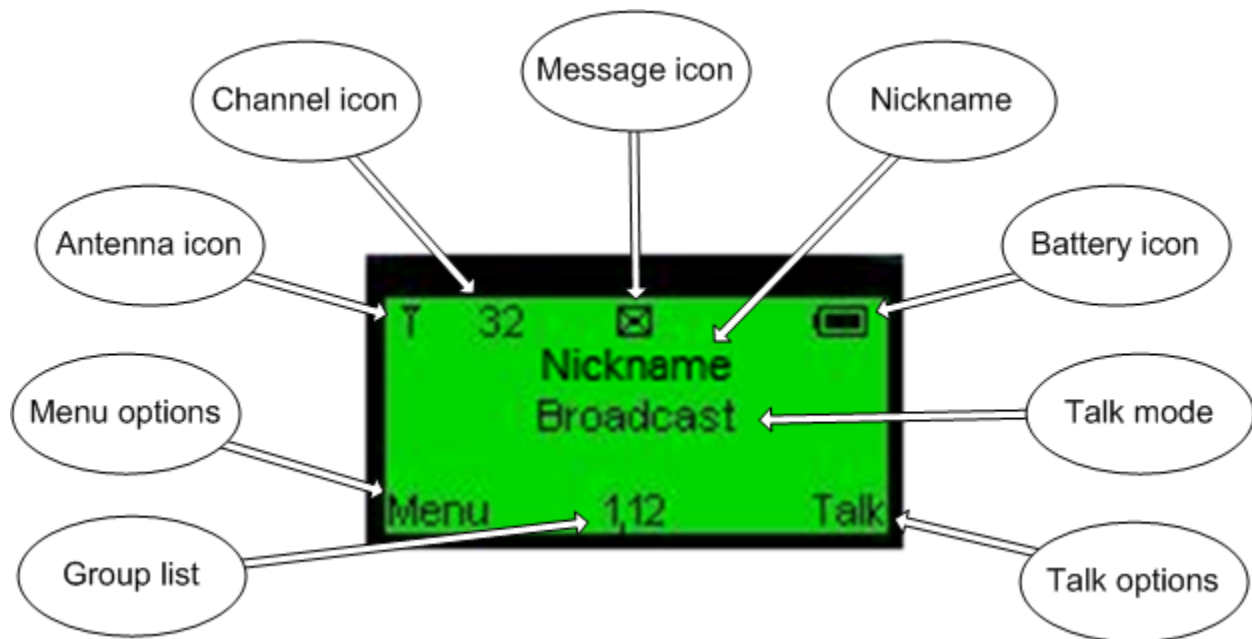 Message icon
Channel icon
Nickname
Antenna icon
Battery icon
32
Nickname
Broadcast
Menu options
Talk mode
Menu 1,12 Talk
Group list
Talk options